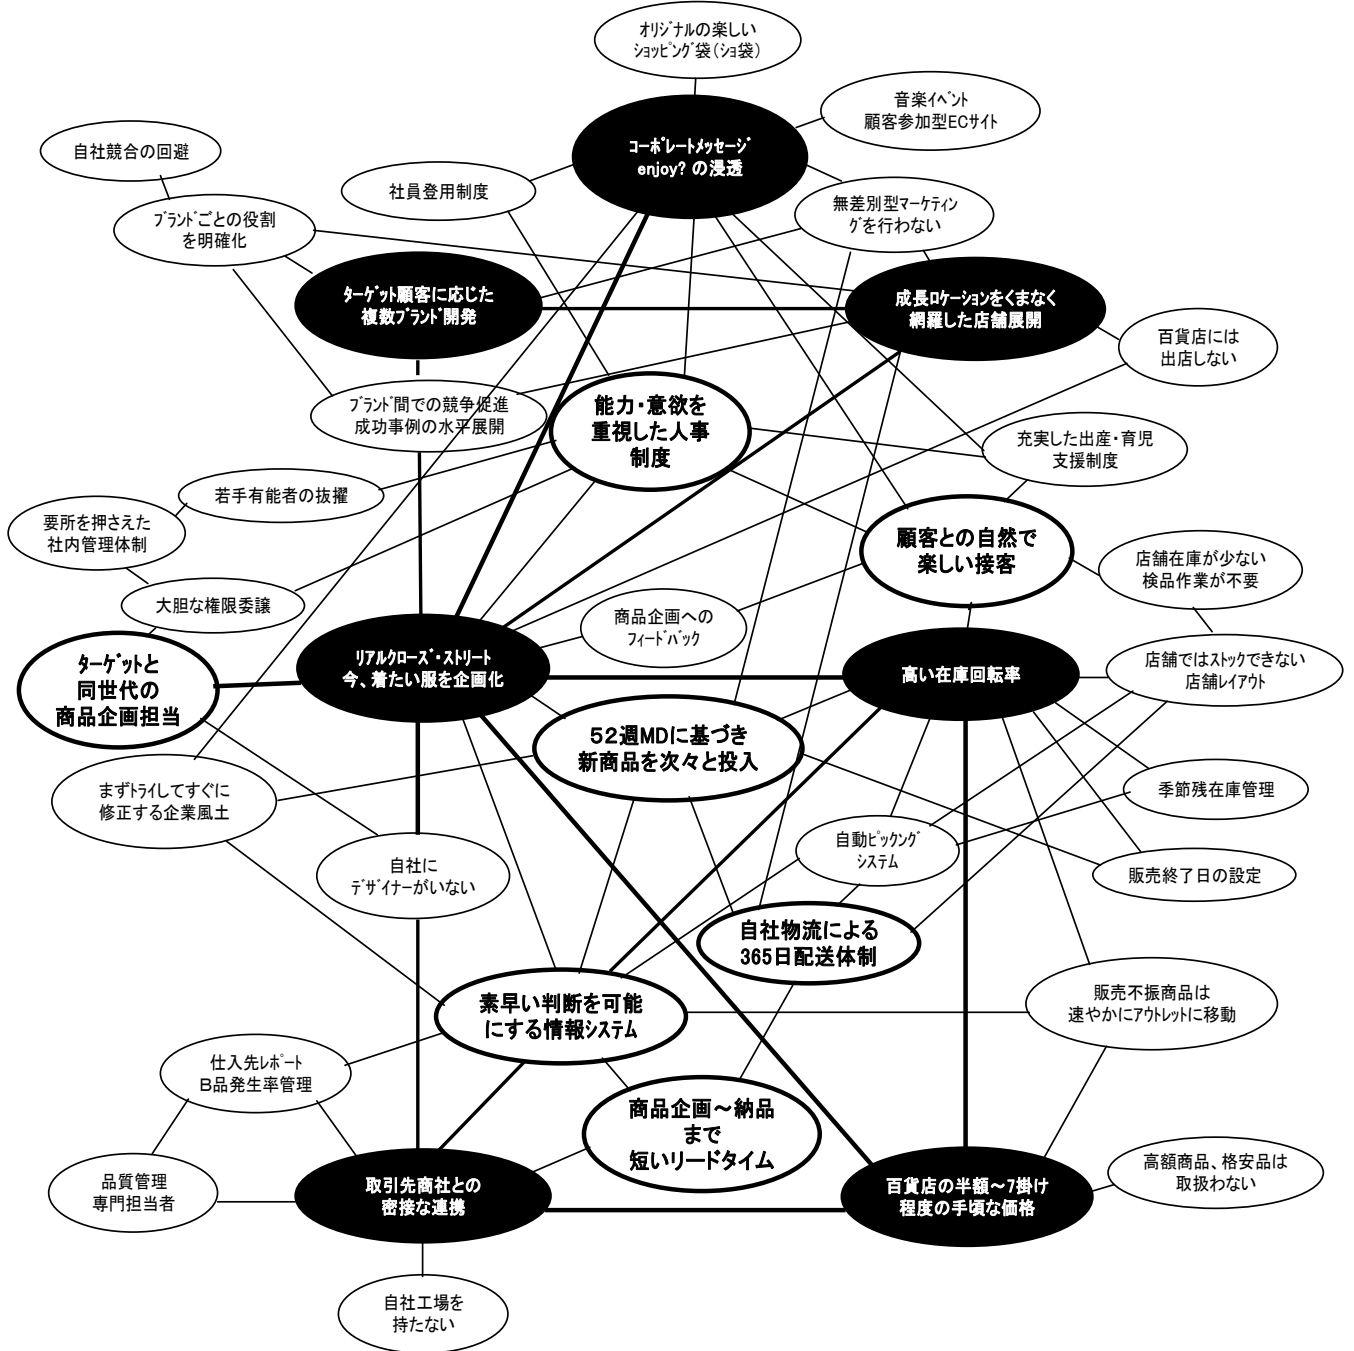 オリジナルの楽しい
ショッピング袋(ショ袋)
音楽イベント
顧客参加型ECサイト
コーポレートメッセージ
enjoy? の浸透
自社競合の回避
社員登用制度
無差別型マーケティン
グを行わない
ブランドごとの役割
を明確化
ターゲット顧客に応じた
複数ブランド開発
成長ロケーションをくまなく
網羅した店舗展開
百貨店には
出店しない
ブランド間での競争促進
成功事例の水平展開
能力・意欲を
重視した人事
制度
充実した出産・育児
支援制度
若手有能者の抜擢
要所を押さえた
社内管理体制
顧客との自然で
楽しい接客
店舗在庫が少ない
検品作業が不要
大胆な権限委譲
商品企画への
フィードバック
ターゲットと
同世代の
商品企画担当
リアルクローズ・ストリート
今、着たい服を企画化
高い在庫回転率
店舗ではストックできない
店舗レイアウト
52週MDに基づき
新商品を次々と投入
まずトライしてすぐに
修正する企業風土
季節残在庫管理
自動ピッキング
システム
自社に
デザイナーがいない
販売終了日の設定
自社物流による
365日配送体制
素早い判断を可能
にする情報システム
販売不振商品は
速やかにアウトレットに移動
仕入先レポート
B品発生率管理
商品企画～納品
まで
短いリードタイム
品質管理
専門担当者
取引先商社との
密接な連携
百貨店の半額～7掛け
程度の手頃な価格
高額商品、格安品は
取扱わない
自社工場を
持たない